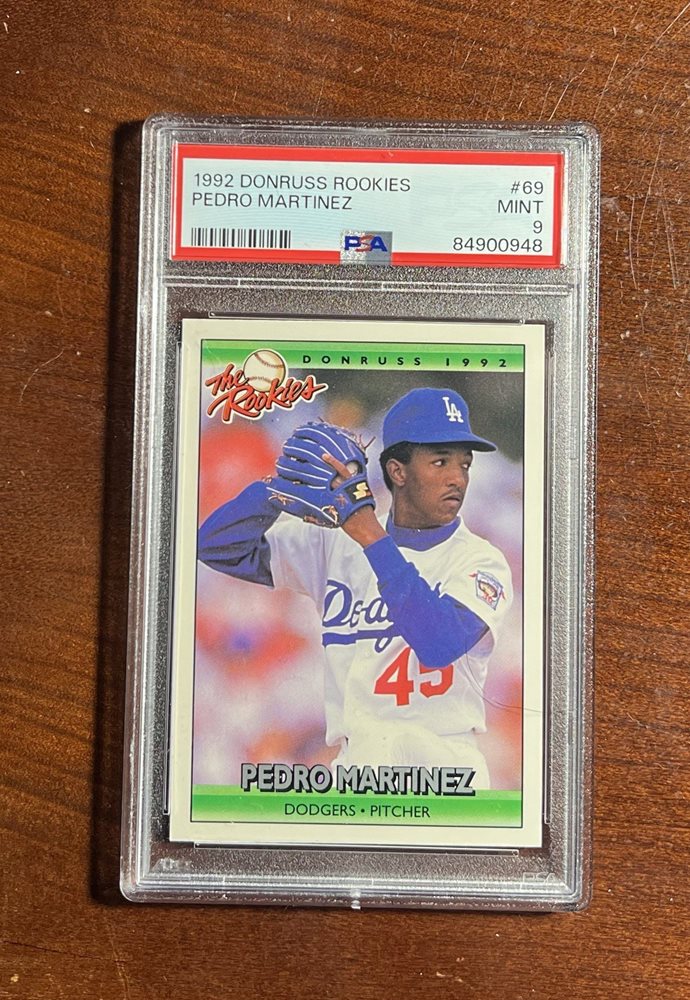 1992 DONRUSS ROOKIES #69
PEDRO MARTINEZ MINT
9
PSA 84900948
The Rookies
DONRUSS 1992
LA
Dodgers
45
PEDRO MARTINEZ
DODGERS • PITCHER
PSA